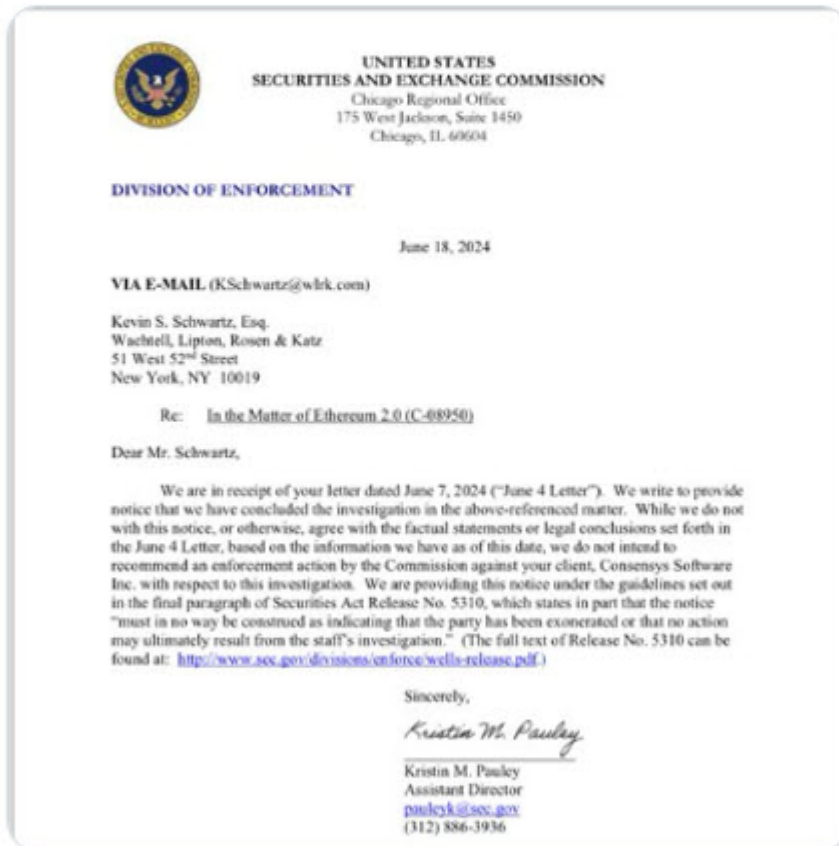 UNITED STATES
SECURITIES AND EXCHANGE COMMISSION
Chicago Regional Office
175 West Jackson, Suite 1450
Chicago, IL 60604
DIVISION OF ENFORCEMENT
June 18, 2024
VIA E-MAIL (KSchwartz@wlrk.com)
Kevin S. Schwartz, Esq.
Wachtell, Lipton, Rosen & Katz
51 West 52nd Street
New York, NY 10019
Re: In the Matter of Ethereum 2.0 (C-08950)
Dear Mr. Schwartz,
We are in receipt of your letter dated June 7, 2024 (“June 4 Letter”). We write to provide
notice that we have concluded the investigation in the above-referenced matter. While we do not
with this notice, or otherwise, agree with the factual statements or legal conclusions set forth in
the June 4 Letter, based on the information we have as of this date, we do not intend to
recommend an enforcement action by the Commission against your client, Consensys Software
Inc. with respect to this investigation. We are providing this notice under the guidelines set out
in the final paragraph of Securities Act Release No. 5310, which states in part that the notice
“must in no way be construed as indicating that the party has been exonerated or that no action
may ultimately result from the staff’s investigation.” (The full text of Release No. 5310 can be
found at: http://www.sec.gov/divisions/enforce/wells-release.pdf.)
Sincerely,
Kristin M. Pauley
Kristin M. Pauley
Assistant Director
pauleyk@sec.gov
(312) 886-3936